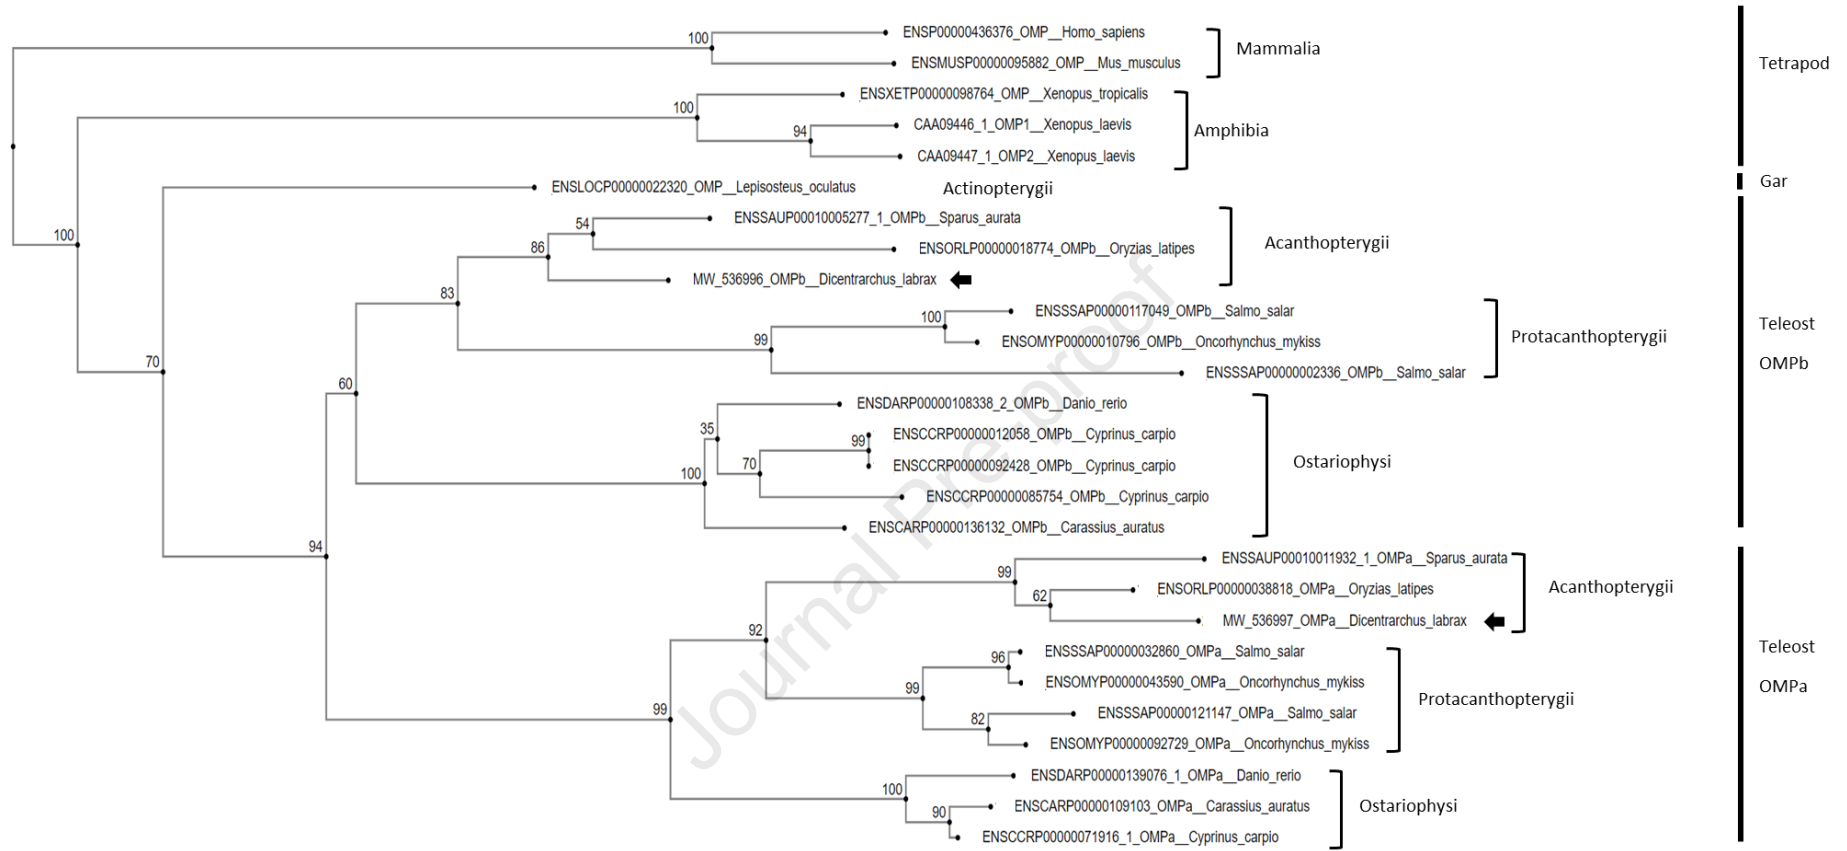 100
ENSP00000436376_OMP__Homo_sapiens
ENSMUSP00000095882_OMP__Mus_musculus
Mammalia
Tetrapod
100
ENSXETP00000098764_OMP__Xenopus_tropicalis
94
CAA09446_1_OMP1__Xenopus_laevis
CAA09447_1_OMP2__Xenopus_laevis
Amphibia
100
ENSLOCP00000022320_OMP__Lepisosteus_oculatus
Actinopterygii
Gar
70
54
ENSSAUP00010005277_1_OMPb__Sparus_aurata
86
ENSORLP00000018774_OMPb__Oryzias_latipes
MW_536996_OMPb__Dicentrarchus_labrax
Acanthopterygii
83
100
ENSSSAP00000117049_OMPb__Salmo_salar
99
ENSOMYP00000010796_OMPb__Oncorhynchus_mykiss
ENSSSAP00000002336_OMPb__Salmo_salar
Protacanthopterygii
Teleost
OMPb
60
35
ENSDARP00000108338_2_OMPb__Danio_rerio
99
ENSCCRP00000012058_OMPb__Cyprinus_carpio
70
ENSCCRP00000092428_OMPb__Cyprinus_carpio
100
ENSCCRP00000085754_OMPb__Cyprinus_carpio
ENSCARP00000136132_OMPb__Carassius_auratus
Ostariophysi
94
99
ENSSAUP00010011932_1_OMPa__Sparus_aurata
62
ENSORLP00000038818_OMPa__Oryzias_latipes
MW_536997_OMPa__Dicentrarchus_labrax
Acanthopterygii
92
96
ENSSSAP00000032860_OMPa__Salmo_salar
99
ENSOMYP00000043590_OMPa__Oncorhynchus_mykiss
82
ENSSSAP00000121147_OMPa__Salmo_salar
ENSOMYP00000092729_OMPa__Oncorhynchus_mykiss
Protacanthopterygii
Teleost
OMPa
99
100
ENSDARP00000139076_1_OMPa__Danio_rerio
90
ENSCARP00000109103_OMPa__Carassius_auratus
ENSCCRP00000071916_1_OMPa__Cyprinus_carpio
Ostariophysi
Journal Pre-proof